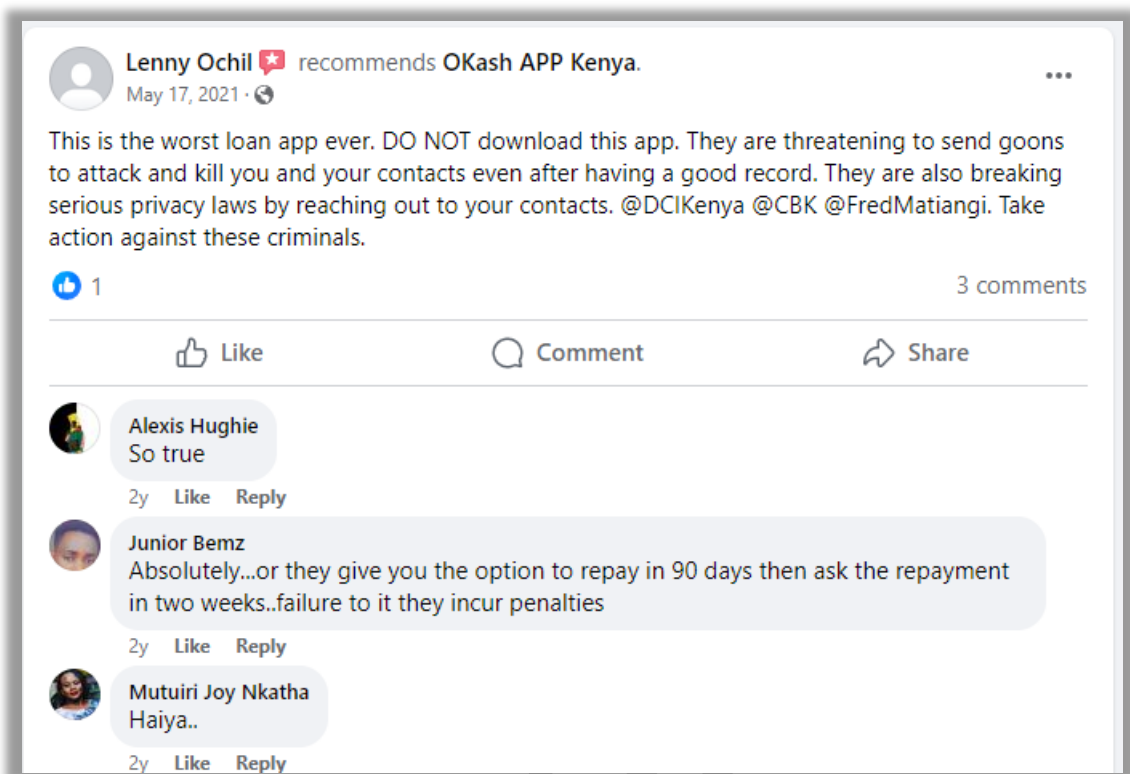 Lenny Ochil recommends OKash APP Kenya.
May 17, 2021 ·
This is the worst loan app ever. DO NOT download this app. They are threatening to send goons
to attack and kill you and your contacts even after having a good record. They are also breaking
serious privacy laws by reaching out to your contacts. @DCIKenya @CBK @FredMatiangi. Take
action against these criminals.
1
3 comments
Like
Comment
Share
Alexis Hughie
So true
2y Like Reply
Junior Bemz
Absolutely...or they give you the option to repay in 90 days then ask the repayment
in two weeks..failure to it they incur penalties
2y Like Reply
Mutuiri Joy Nkatha
Haiya..
2y Like Reply